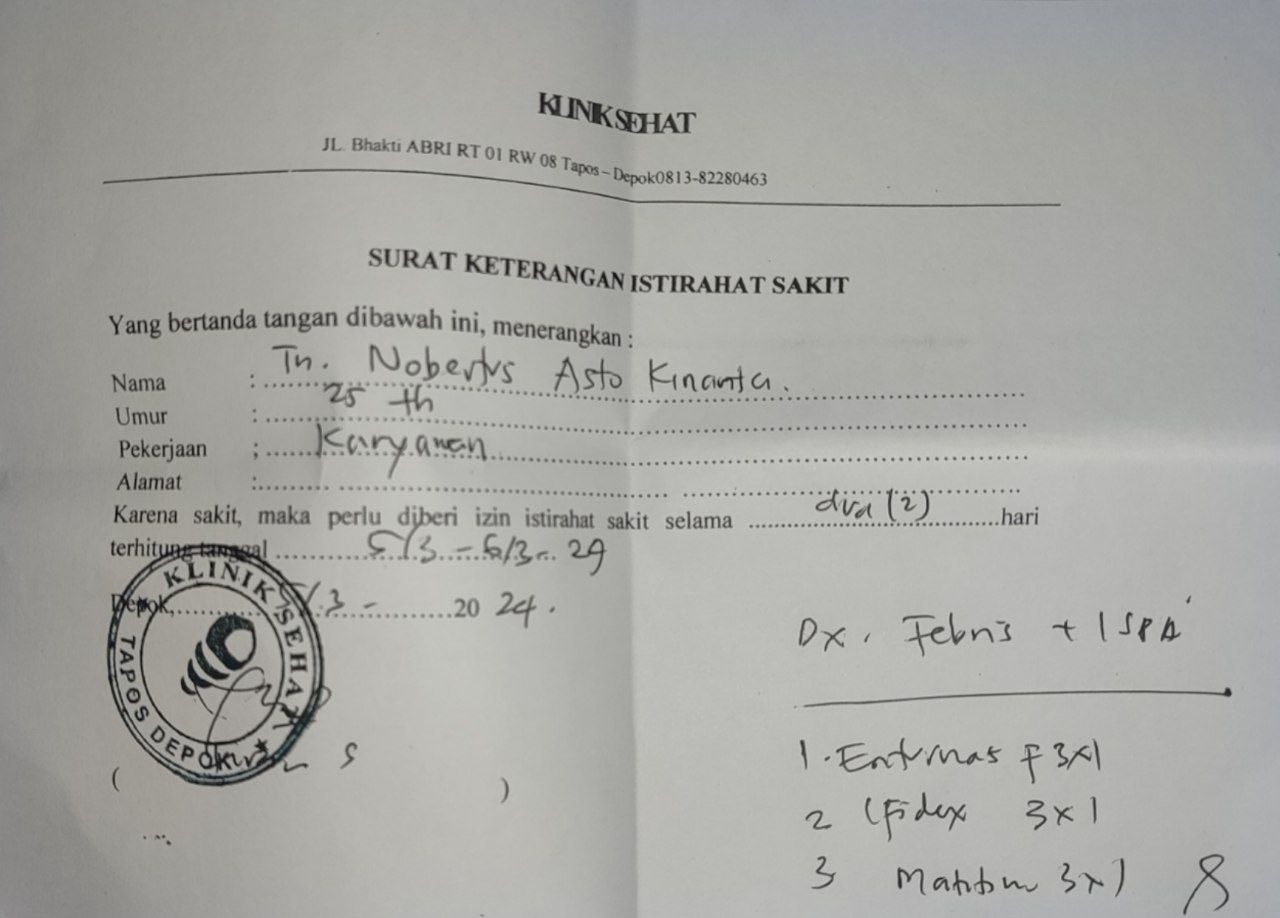 KLINIK SEHAT
JL. Bhakti ABRI RT 01 RW 08 Tapos – Depok0813-82280463
SURAT KETERANGAN ISTIRAHAT SAKIT
Yang bertanda tangan dibawah ini, menerangkan :
Nama : Tn. Nobertus Asto Kinanta.
Umur : 25 th
Pekerjaan ; Karyawan
Alamat :
Karena sakit, maka perlu diberi izin istirahat sakit selama dua (2) hari
terhitung tanggal 5/3 - 6/3 - 24
Depok, 5/3 - 2024.
KLINIK SEHAT
TAPOS DEPOK
( )
Dx. Febris + ISPA
1. F 3x1
2 3x1
3 3x1